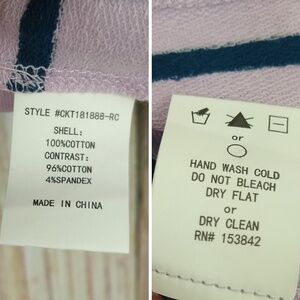 STYLE #CKT181888-RC
SHELL:
100%COTTON
CONTRAST:
96%COTTON
4%SPANDEX
MADE IN CHINA
or
HAND WASH COLD
DO NOT BLEACH
DRY FLAT
or
DRY CLEAN
RN# 153842